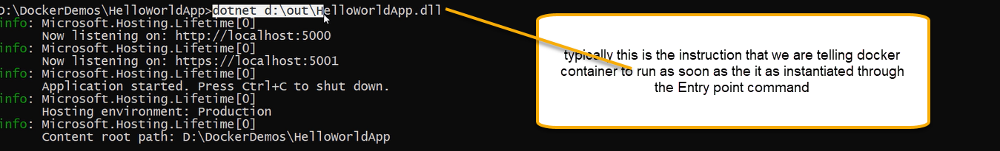 D:\DockerDemos\HelloWorldApp>dotnet d:\out\HelloWorldApp.dll
info: Microsoft.Hosting.Lifetime[0]
Now listening on: http://localhost:5000
info: Microsoft.Hosting.Lifetime[0]
Now listening on: https://localhost:5001
info: Microsoft.Hosting.Lifetime[0]
Application started. Press Ctrl+C to shut down.
info: Microsoft.Hosting.Lifetime[0]
Hosting environment: Production
info: Microsoft.Hosting.Lifetime[0]
Content root path: D:\DockerDemos\HelloWorldApp
typically this is the instruction that we are telling docker
container to run as soon as the it as instantiated through
the Entry point command